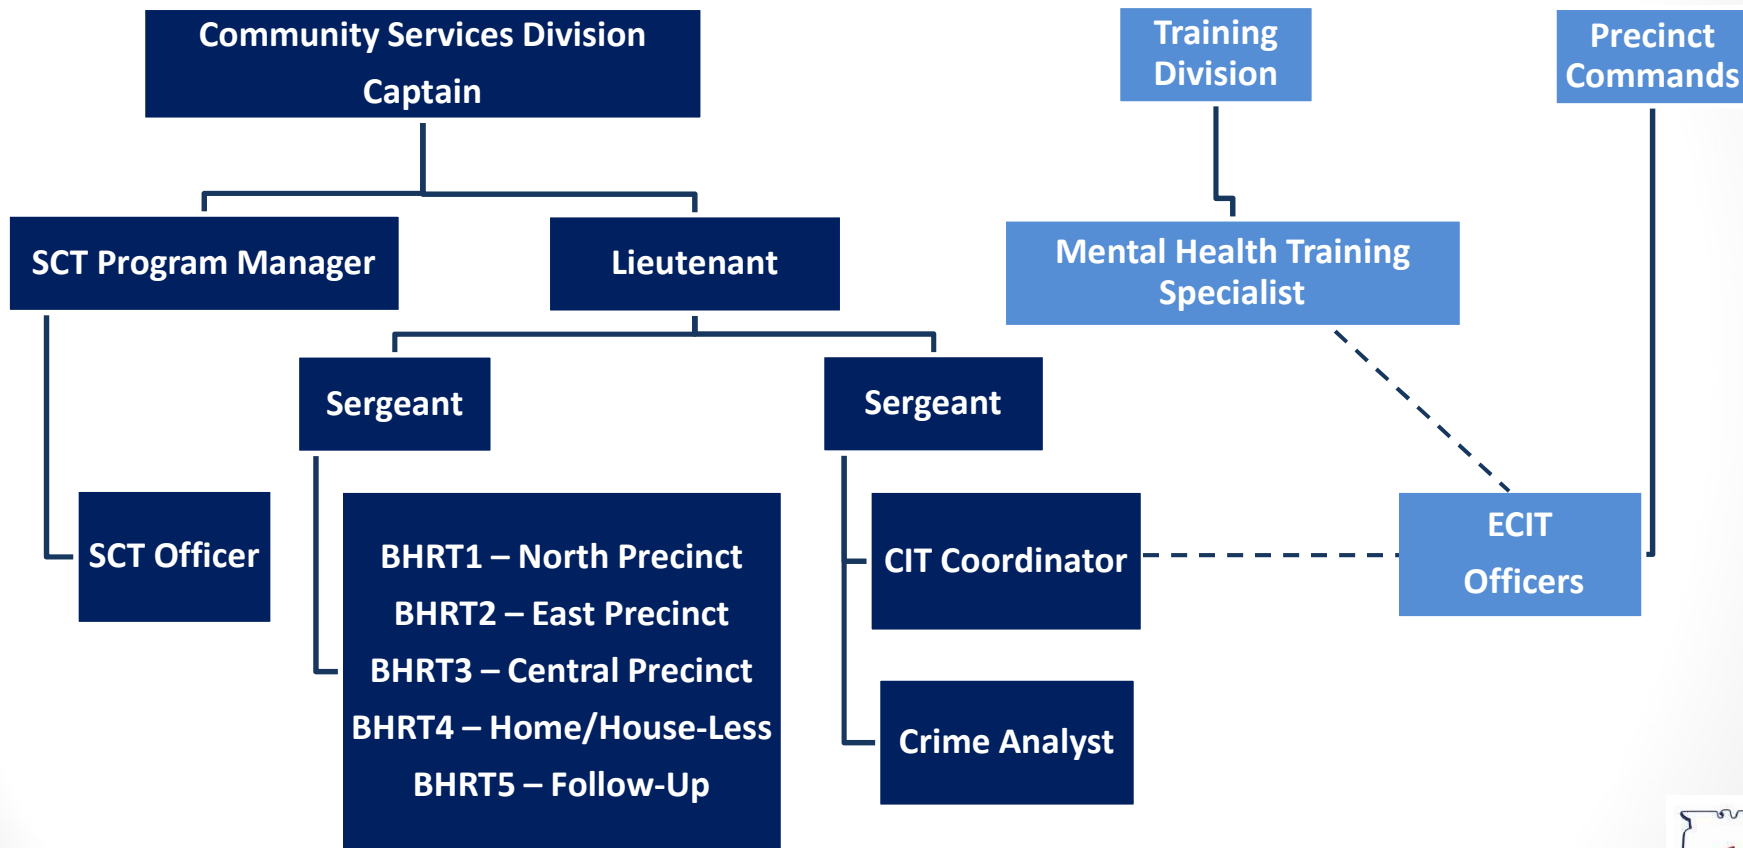 Community Services Division
Captain
Training
Division
Precinct
Commands
SCT Program Manager
Lieutenant
Mental Health Training
Specialist
Sergeant
Sergeant
SCT Officer
BHRT1 – North Precinct
BHRT2 – East Precinct
BHRT3 – Central Precinct
BHRT4 – Home/House-Less
BHRT5 – Follow-Up
CIT Coordinator
Crime Analyst
ECIT
Officers